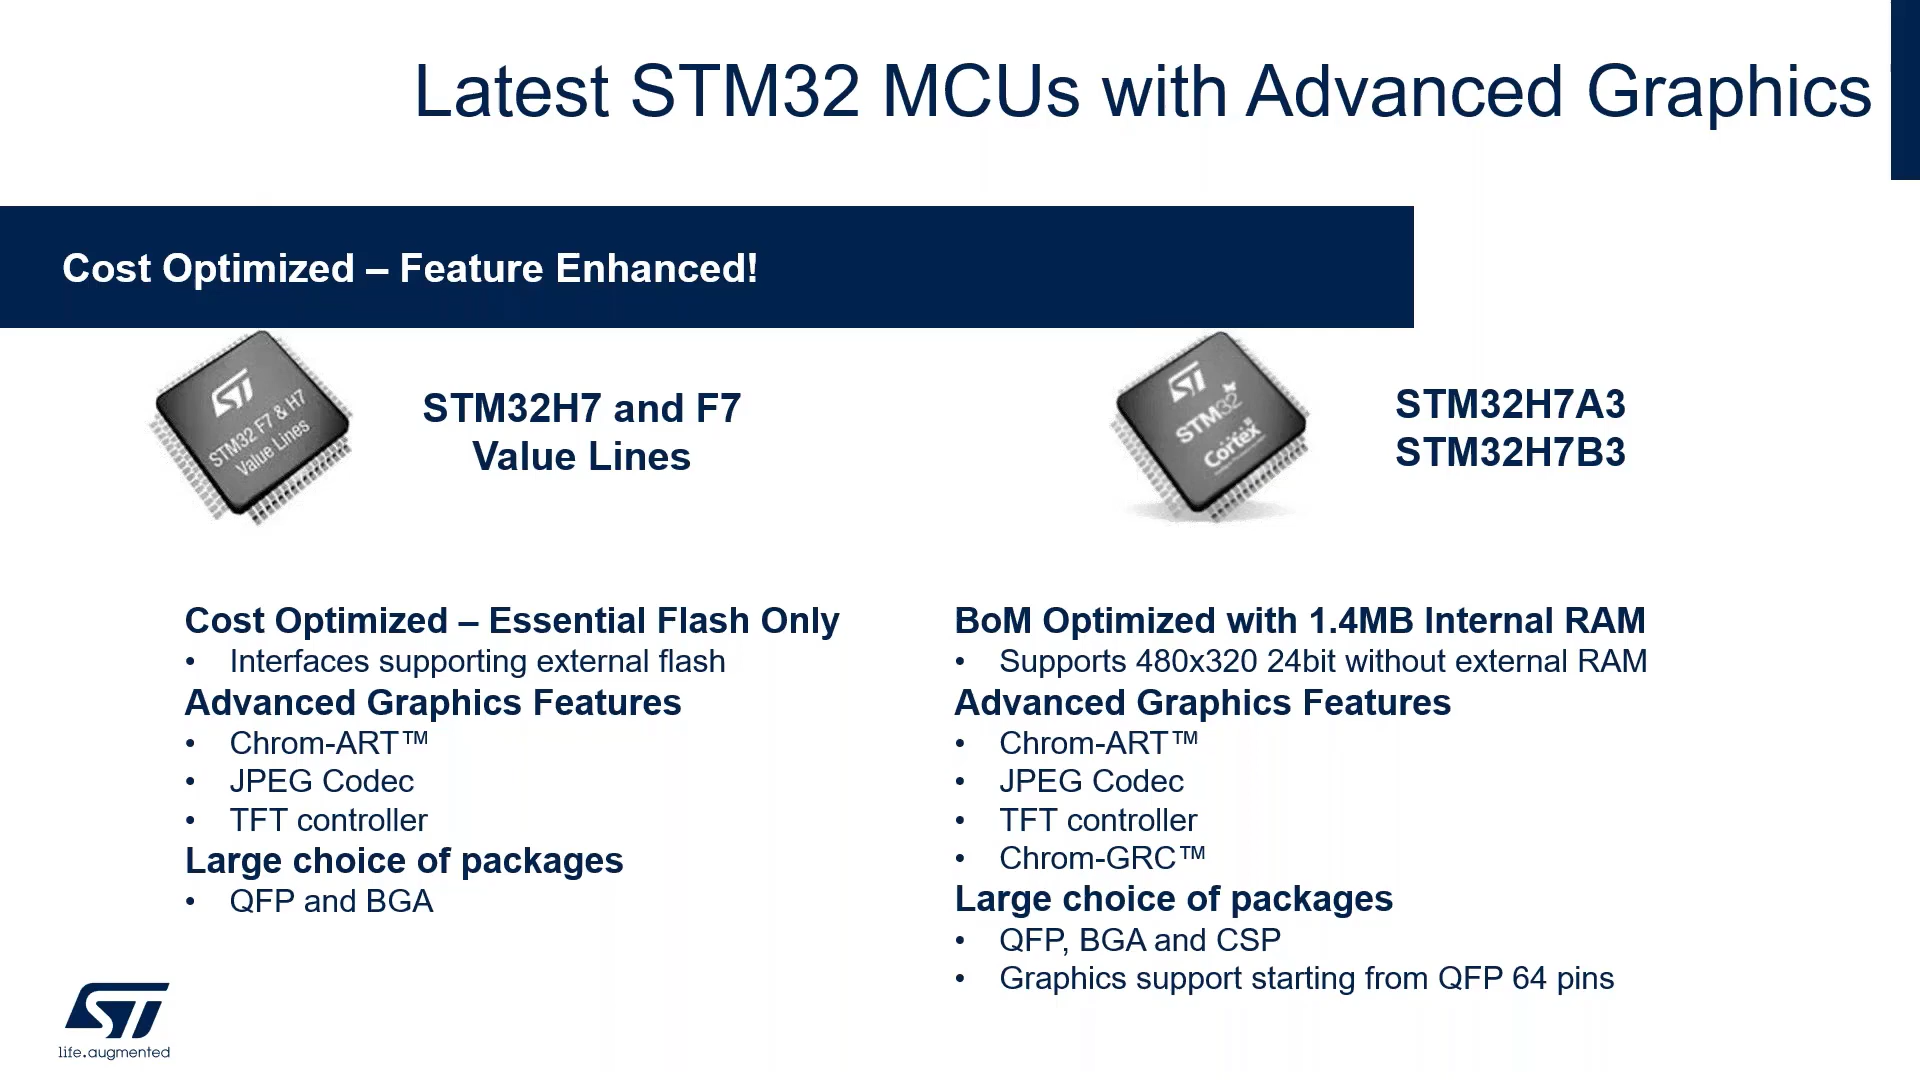 Latest STM32 MCUs with Advanced Graphics
Cost Optimized – Feature Enhanced!
STM32 F7 & H7
Value Lines
STM32H7 and F7
Value Lines
STM32
Cortex
STM32H7A3
STM32H7B3
Cost Optimized – Essential Flash Only
• Interfaces supporting external flash
Advanced Graphics Features
• Chrom-ART™
• JPEG Codec
• TFT controller
Large choice of packages
• QFP and BGA
BoM Optimized with 1.4MB Internal RAM
• Supports 480x320 24bit without external RAM
Advanced Graphics Features
• Chrom-ART™
• JPEG Codec
• TFT controller
• Chrom-GRC™
Large choice of packages
• QFP, BGA and CSP
• Graphics support starting from QFP 64 pins
ST
life.augmented